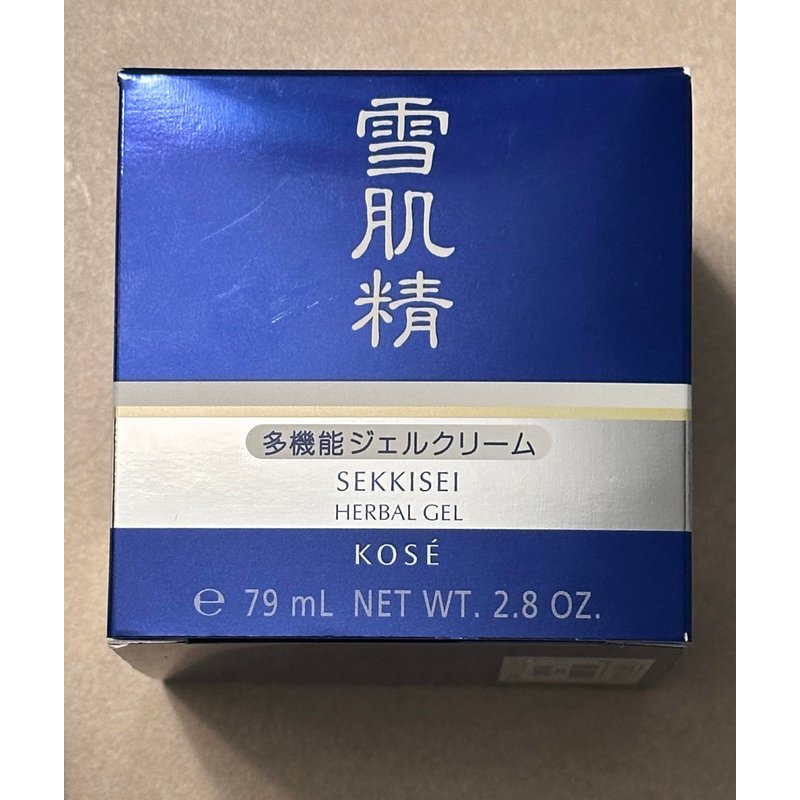 雪肌精
多機能ジェルクリーム
SEKKISEI
HERBAL GEL
KOSÉ
℮ 79 mL NET WT. 2.8 OZ.